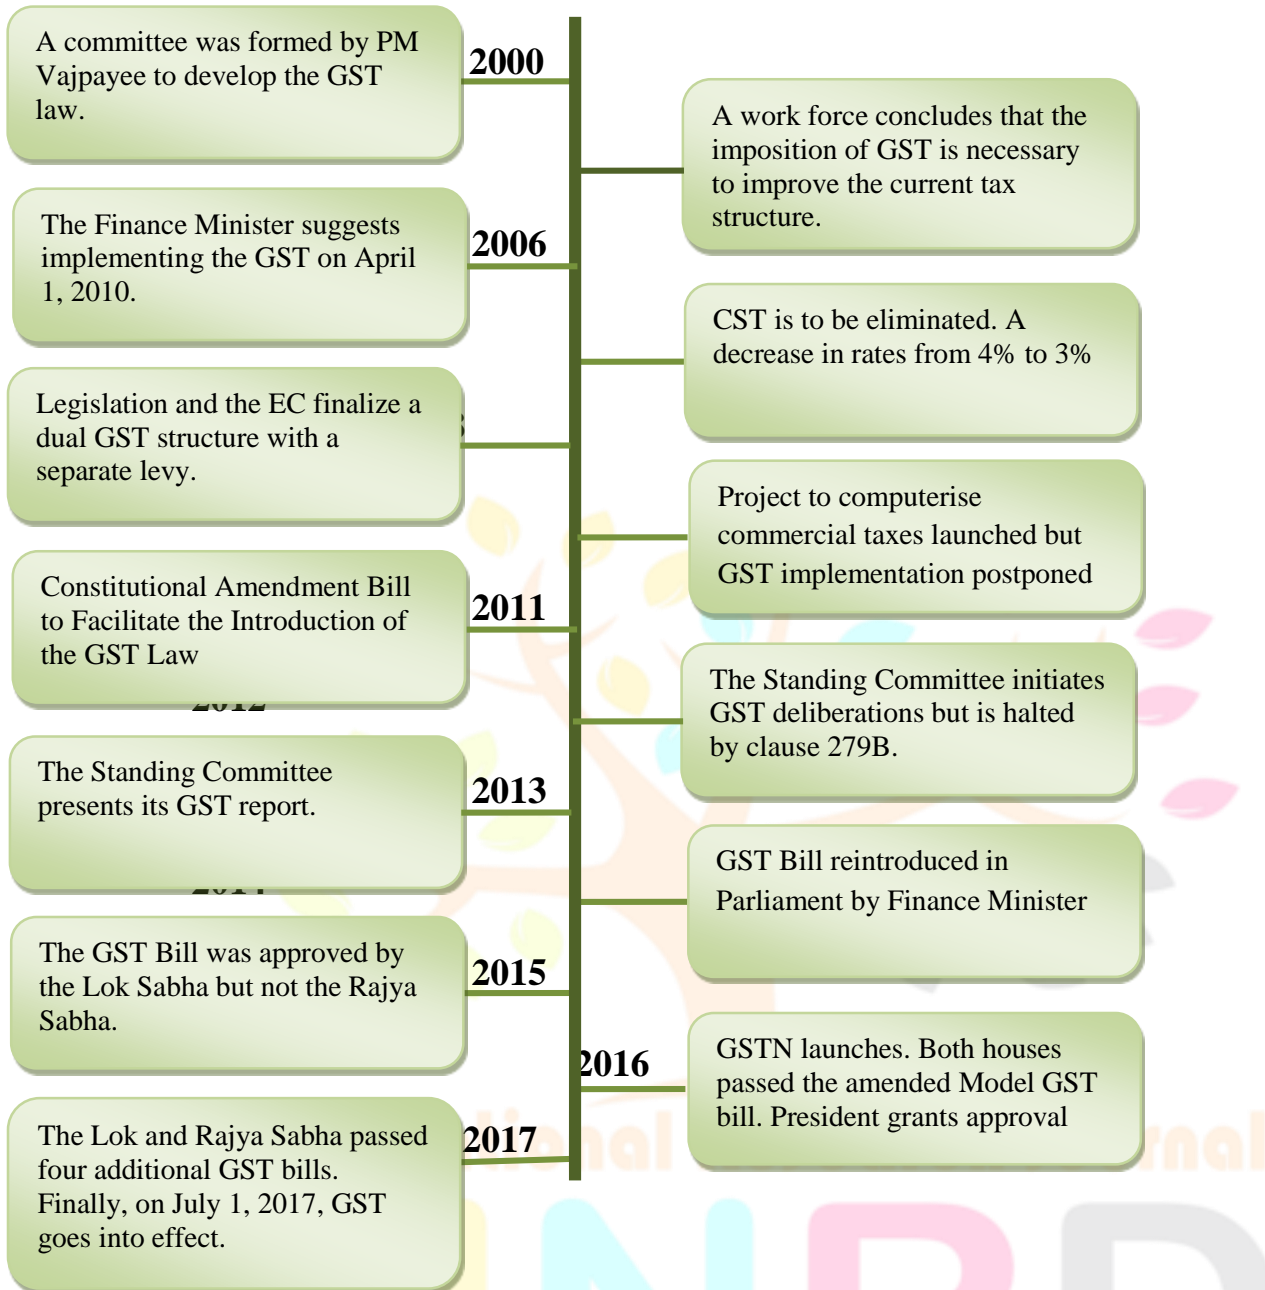 A committee was formed by PM
Vajpayee to develop the GST
law.
2000
A work force concludes that the
imposition of GST is necessary
to improve the current tax
structure.
The Finance Minister suggests
implementing the GST on April
1, 2010.
2006
CST is to be eliminated. A
decrease in rates from 4% to 3%
Legislation and the EC finalize a
dual GST structure with a
separate levy.
Project to computerise
commercial taxes launched but
GST implementation postponed
Constitutional Amendment Bill
to Facilitate the Introduction of
the GST Law
2011
2012
The Standing Committee initiates
GST deliberations but is halted
by clause 279B.
The Standing Committee
presents its GST report.
2013
GST Bill reintroduced in
Parliament by Finance Minister
The GST Bill was approved by
the Lok Sabha but not the Rajya
Sabha.
2015
2016
GSTN launches. Both houses
passed the amended Model GST
bill. President grants approval
The Lok and Rajya Sabha passed
four additional GST bills.
Finally, on July 1, 2017, GST
goes into effect.
2017